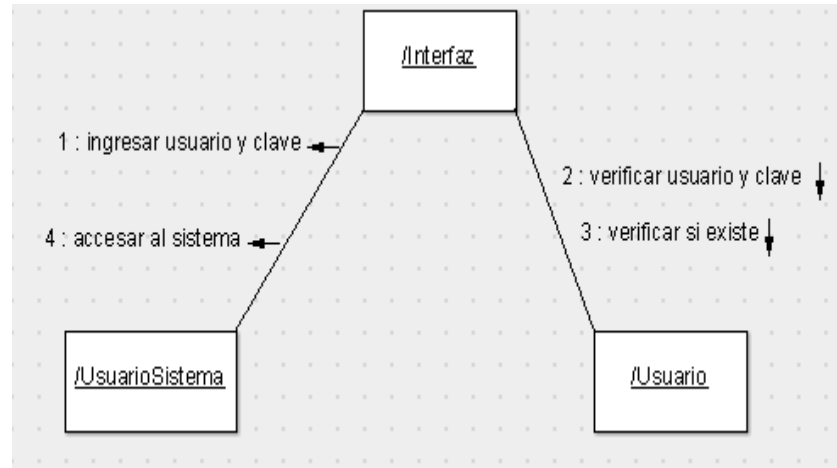 /Interfaz
1 : ingresar usuario y clave
2 : verificar usuario y clave
3 : verificar si existe
4 : accesar al sistema
/UsuarioSistema
/Usuario